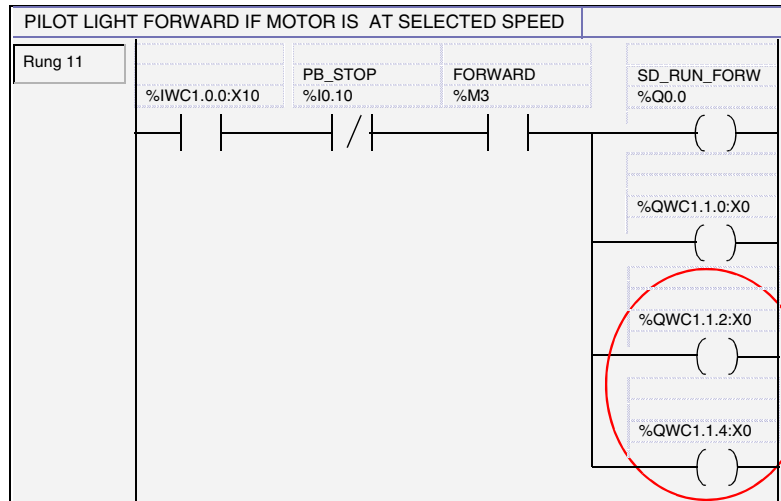 PILOT LIGHT FORWARD IF MOTOR IS AT SELECTED SPEED
Rung 11
PB_STOP FORWARD SD_RUN_FORW
%IWC1.0.0:X10 %I0.10 %M3 %Q0.0
%QWC1.1.0:X0
%QWC1.1.2:X0
%QWC1.1.4:X0